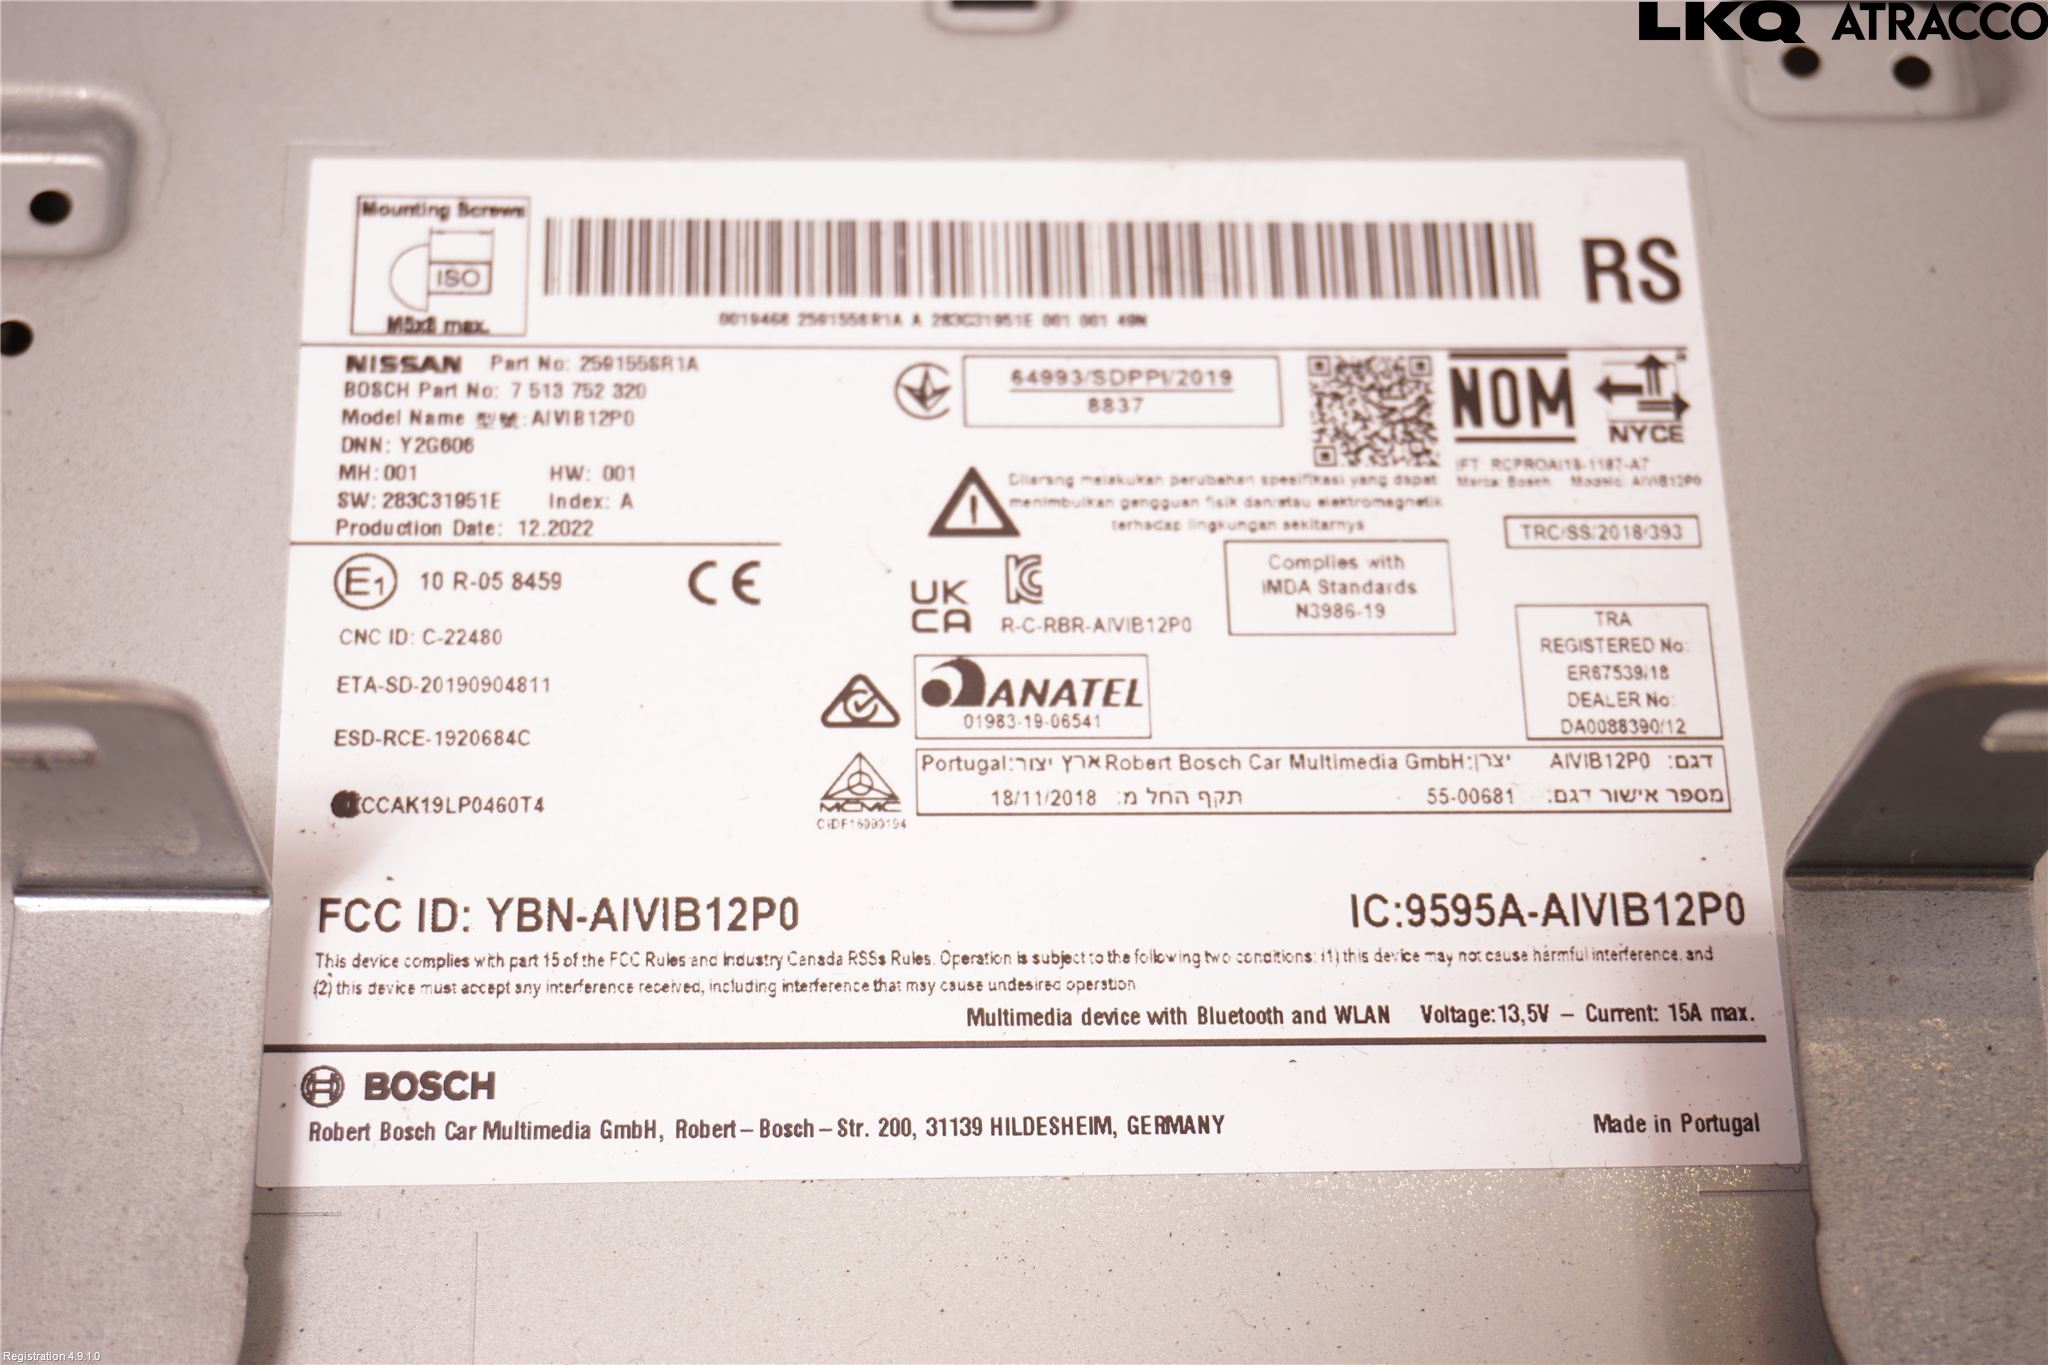 LKQ ATRACCO
Mounting Screws
ISO
M5x8 max.
RS
0019468 259155SR1A A 283C31951E 001 001 49N
NISSAN Part No: 259155SR1A
BOSCH Part No: 7 513 752 320
Model Name 型號: AIVIB12P0
DNN: Y2G606
MH: 001 HW: 001
SW: 283C31951E Index: A
Production Date: 12.2022
64993/SDPPI/2019
8837
NOM
NYCE
IFT: RCPROAI18-1187-A7
Marca: Bosch Modelo: AIVIB12P0
Dilarang melakukan perubahan spesifikasi yang dapat
menimbulkan gangguan fisik dan/atau elektromagnetik
terhadap lingkungan sekitarnya
TRC/SS/2018/393
E1 10 R-05 8459
CE
UK
CA
KC
R-C-RBR-AIVIB12P0
Complies with
IMDA Standards
N3986-19
TRA
REGISTERED No:
ER67539/18
DEALER No:
DA0088390/12
CNC ID: C-22480
ETA-SD-20190904811
ESD-RCE-1920684C
CCAK19LP0460T4
ANATEL
01983-19-06541
MCMC
דגם: AIVIB12P0 יצרן: Robert Bosch Car Multimedia GmbH ארץ יצור: Portugal
מספר אישור דגם: 55-00681 תקף החל מ: 18/11/2018
FCC ID: YBN-AIVIB12P0
IC:9595A-AIVIB12P0
This device complies with part 15 of the FCC Rules and Industry Canada RSSs Rules. Operation is subject to the following two conditions: (1) this device may not cause harmful interference, and
(2) this device must accept any interference received, including interference that may cause undesired operation.
Multimedia device with Bluetooth and WLAN Voltage: 13,5V – Current: 15A max.
BOSCH
Robert Bosch Car Multimedia GmbH, Robert-Bosch-Str. 200, 31139 HILDESHEIM, GERMANY
Made in Portugal
Registration 4.9.1.0